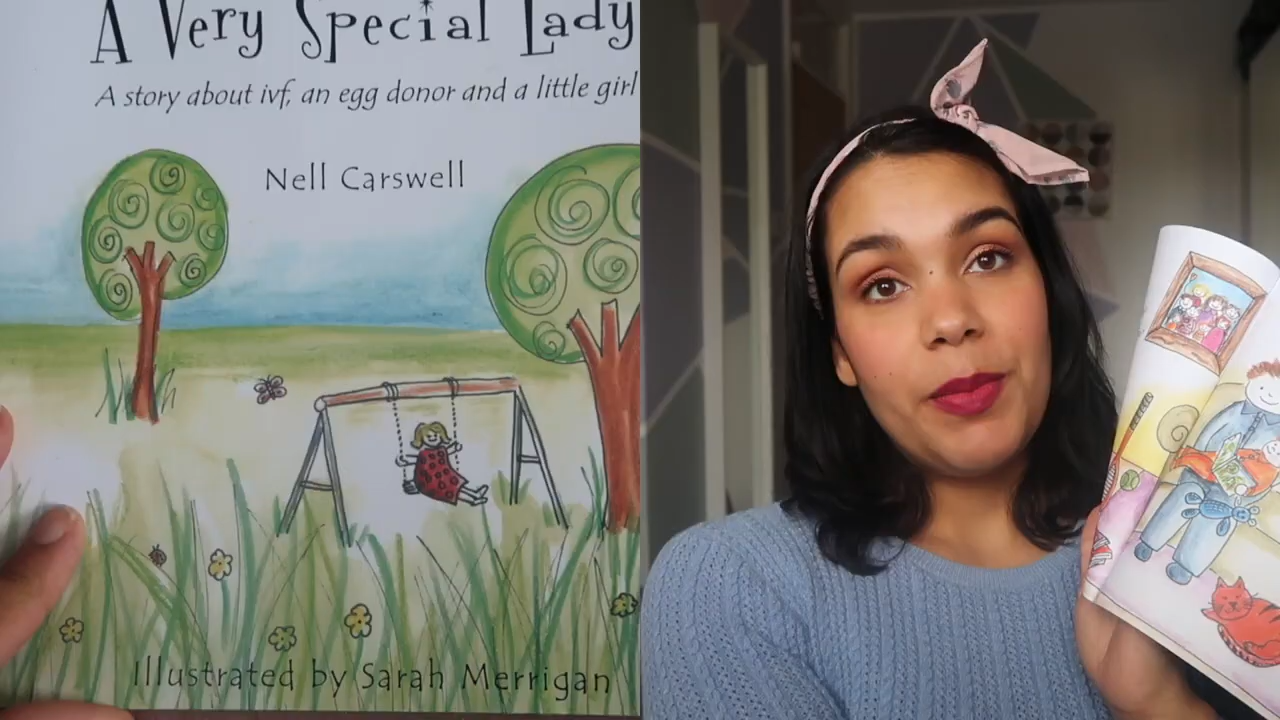 A Very Special Lady
A story about ivf, an egg donor and a little girl
Nell Carswell
Illustrated by Sarah Merrigan